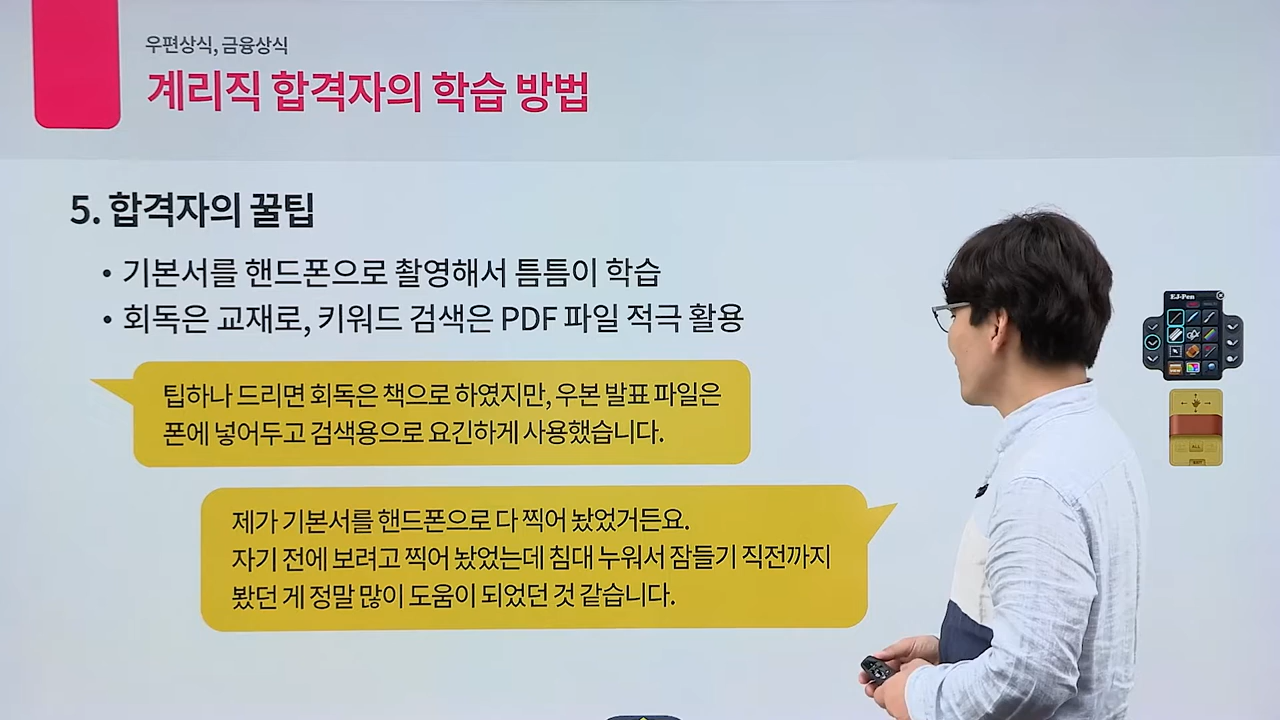 우편상식, 금융상식
계리직 합격자의 학습 방법
5. 합격자의 꿀팁
• 기본서를 핸드폰으로 촬영해서 틈틈이 학습
• 회독은 교재로, 키워드 검색은 PDF 파일 적극 활용
팁하나 드리면 회독은 책으로 하였지만, 우본 발표 파일은
폰에 넣어두고 검색용으로 요긴하게 사용했습니다.
제가 기본서를 핸드폰으로 다 찍어 놨었거든요.
자기 전에 보려고 찍어 놨었는데 침대 누워서 잠들기 직전까지
봤던 게 정말 많이 도움이 되었던 것 같습니다.
EJ-Pen
ALL